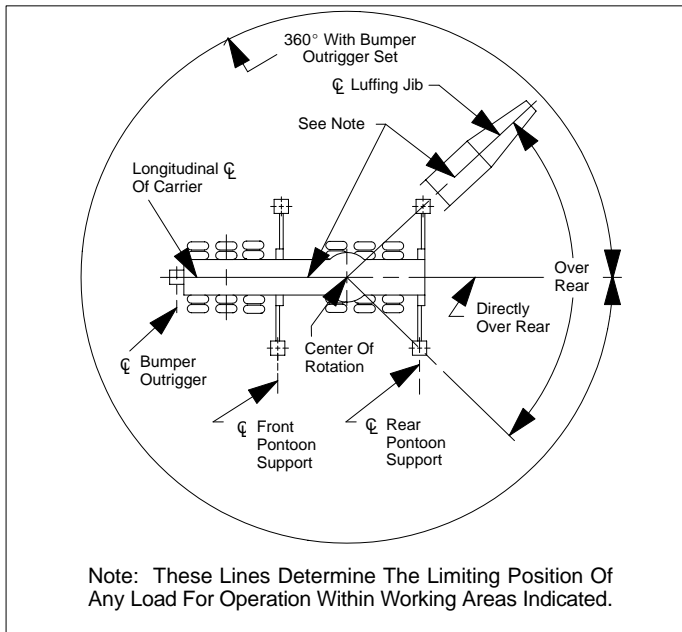 360° With Bumper
Outrigger Set
℄ Luffing Jib
See Note
Longitudinal ℄
Of Carrier
Over
Rear
Directly
Over Rear
Center Of
Rotation
℄ Bumper
Outrigger
℄ Front
Pontoon
Support
℄ Rear
Pontoon
Support
Note: These Lines Determine The Limiting Position Of
Any Load For Operation Within Working Areas Indicated.